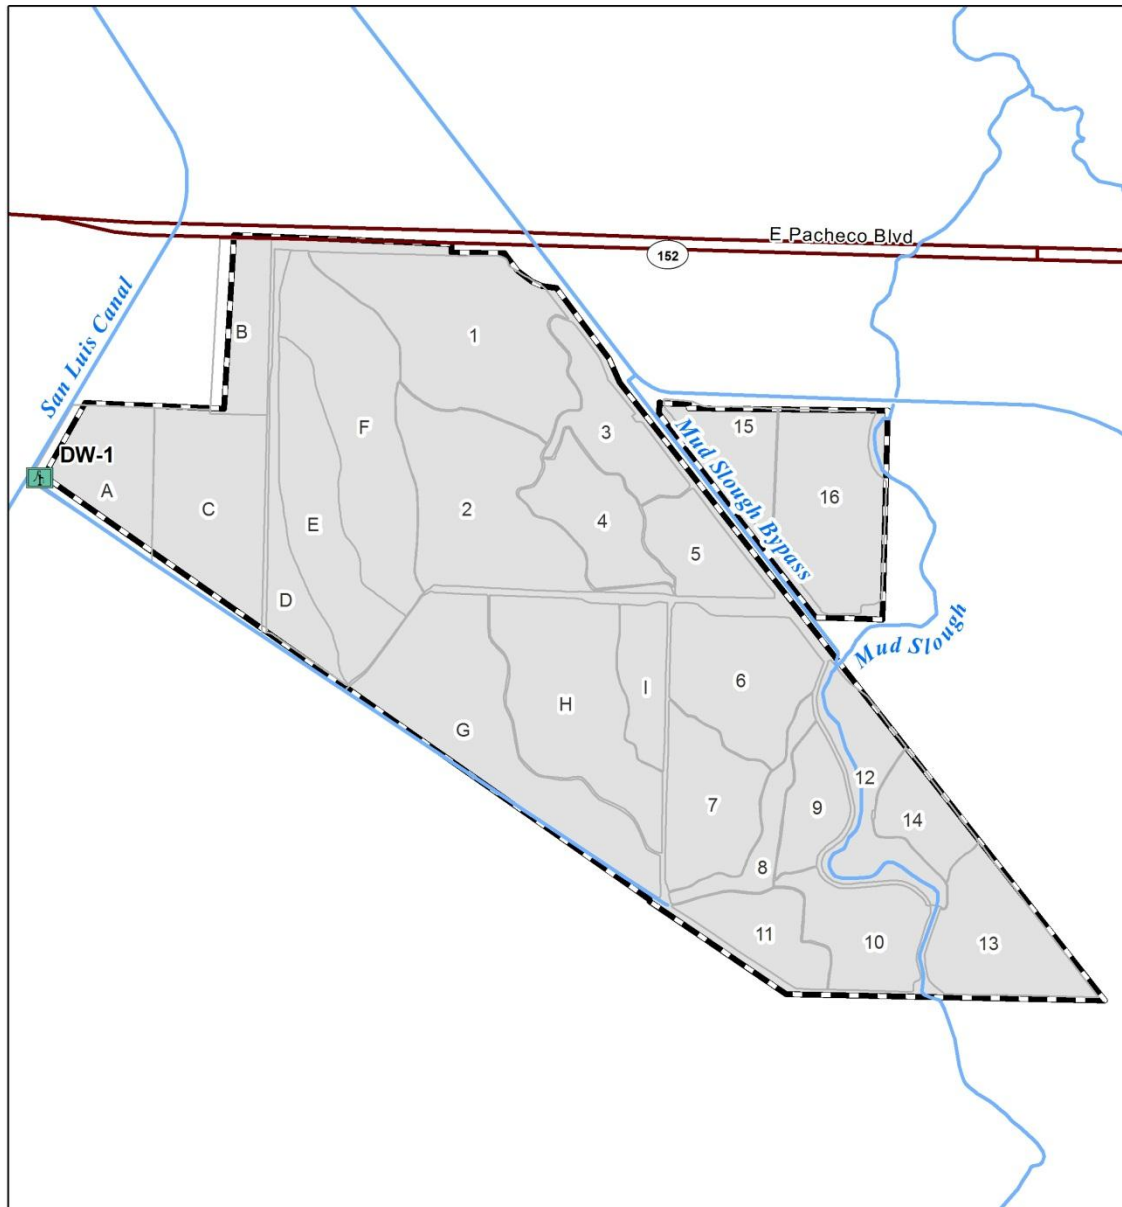 E Pacheco Blvd
152
San Luis Canal
B
1
F
3
15
Mud Slough Bypass
DW-1
A
C
E
2
4
16
5
D
Mud Slough
6
I
H
G
12
7
9
14
8
11
10
13